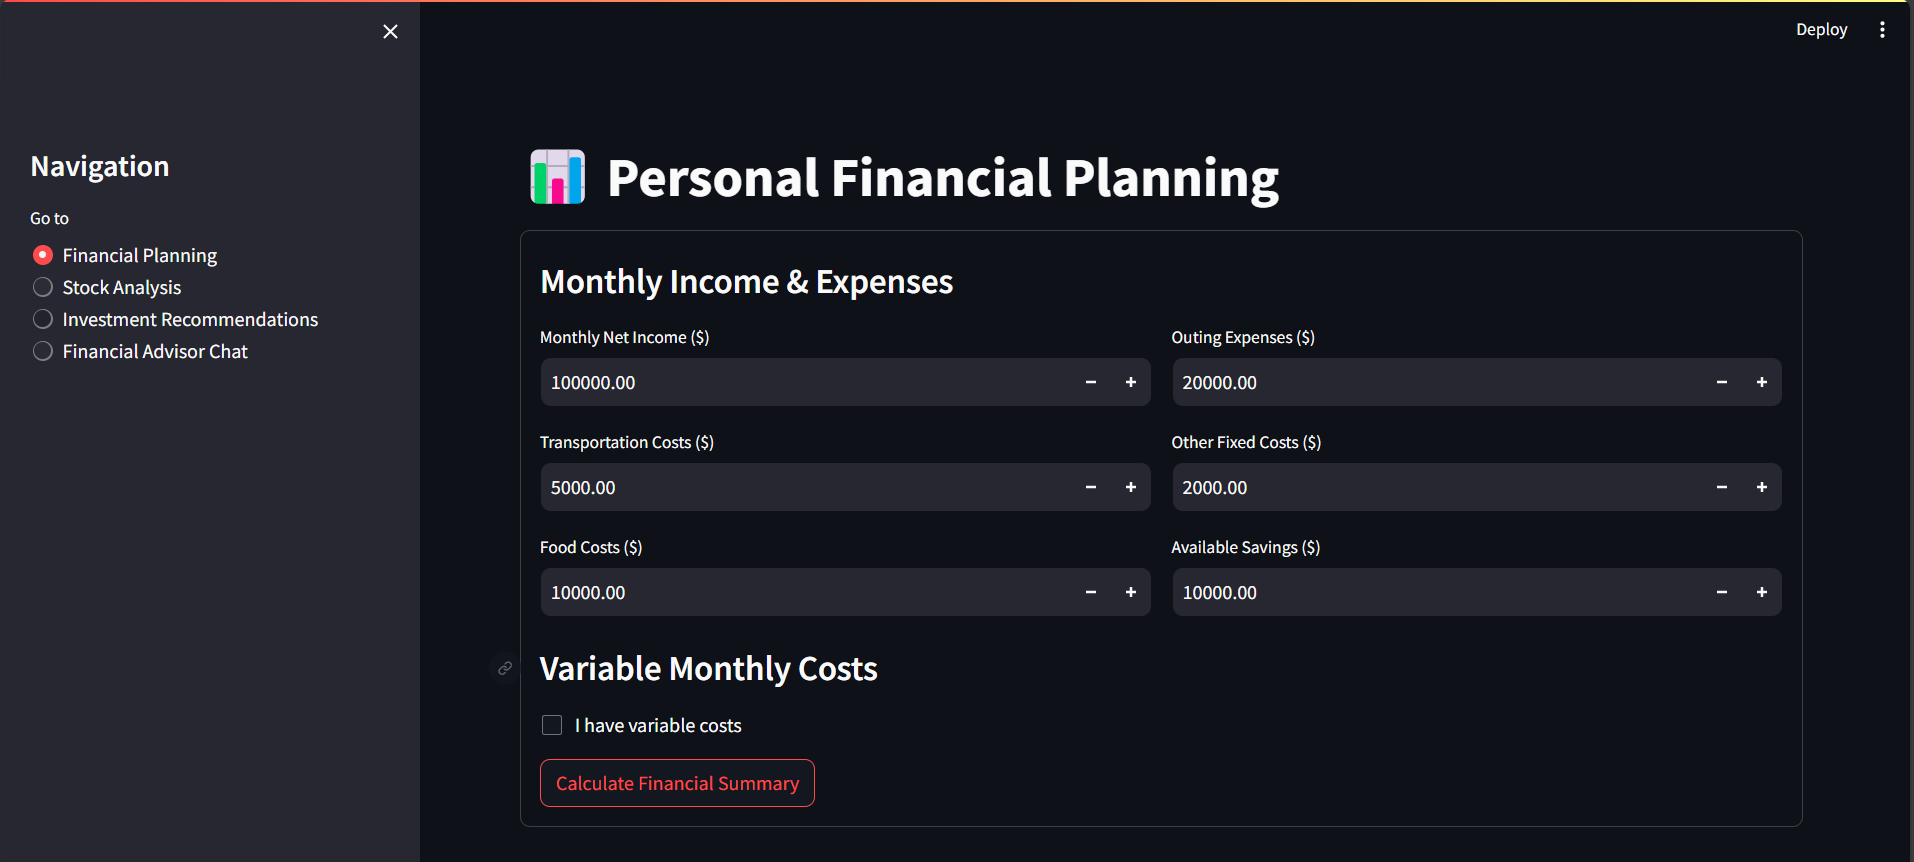 Deploy
Navigation
Go to
Financial Planning
Stock Analysis
Investment Recommendations
Financial Advisor Chat
Personal Financial Planning
Monthly Income & Expenses
Monthly Net Income ($)
100000.00
Outing Expenses ($)
20000.00
Transportation Costs ($)
5000.00
Other Fixed Costs ($)
2000.00
Food Costs ($)
10000.00
Available Savings ($)
10000.00
Variable Monthly Costs
I have variable costs
Calculate Financial Summary